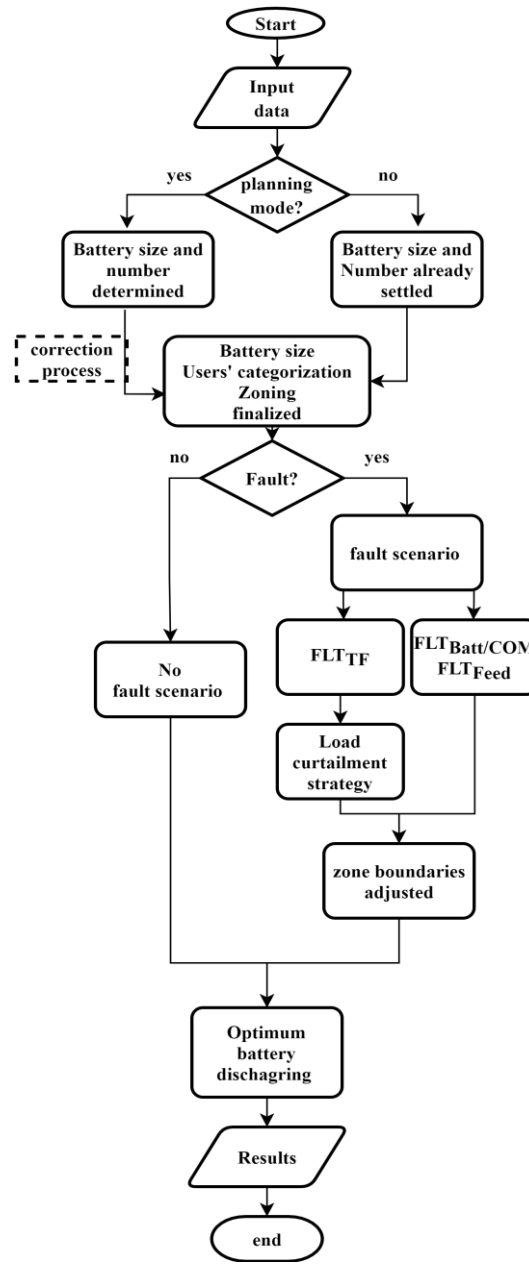 Start
Input
data
yes
planning
mode?
no
Battery size and
number
determined
Battery size and
Number already
settled
correction
process
Battery size
Users' categorization
Zoning
finalized
no
Fault?
yes
fault scenario
FLTTF
FLTBatt/COM
FLTFeed
No
fault scenario
Load
curtailment
strategy
zone boundaries
adjusted
Optimum
battery
dischagring
Results
end